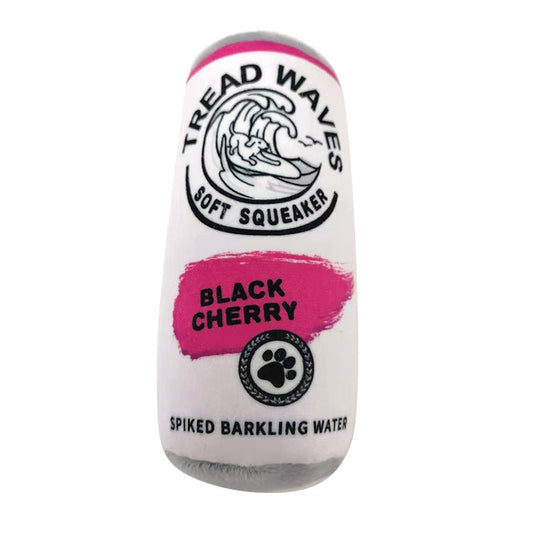 TREAD WAVES
SOFT SQUEAKER
BLACK
CHERRY
SPIKED BARKLING WATER